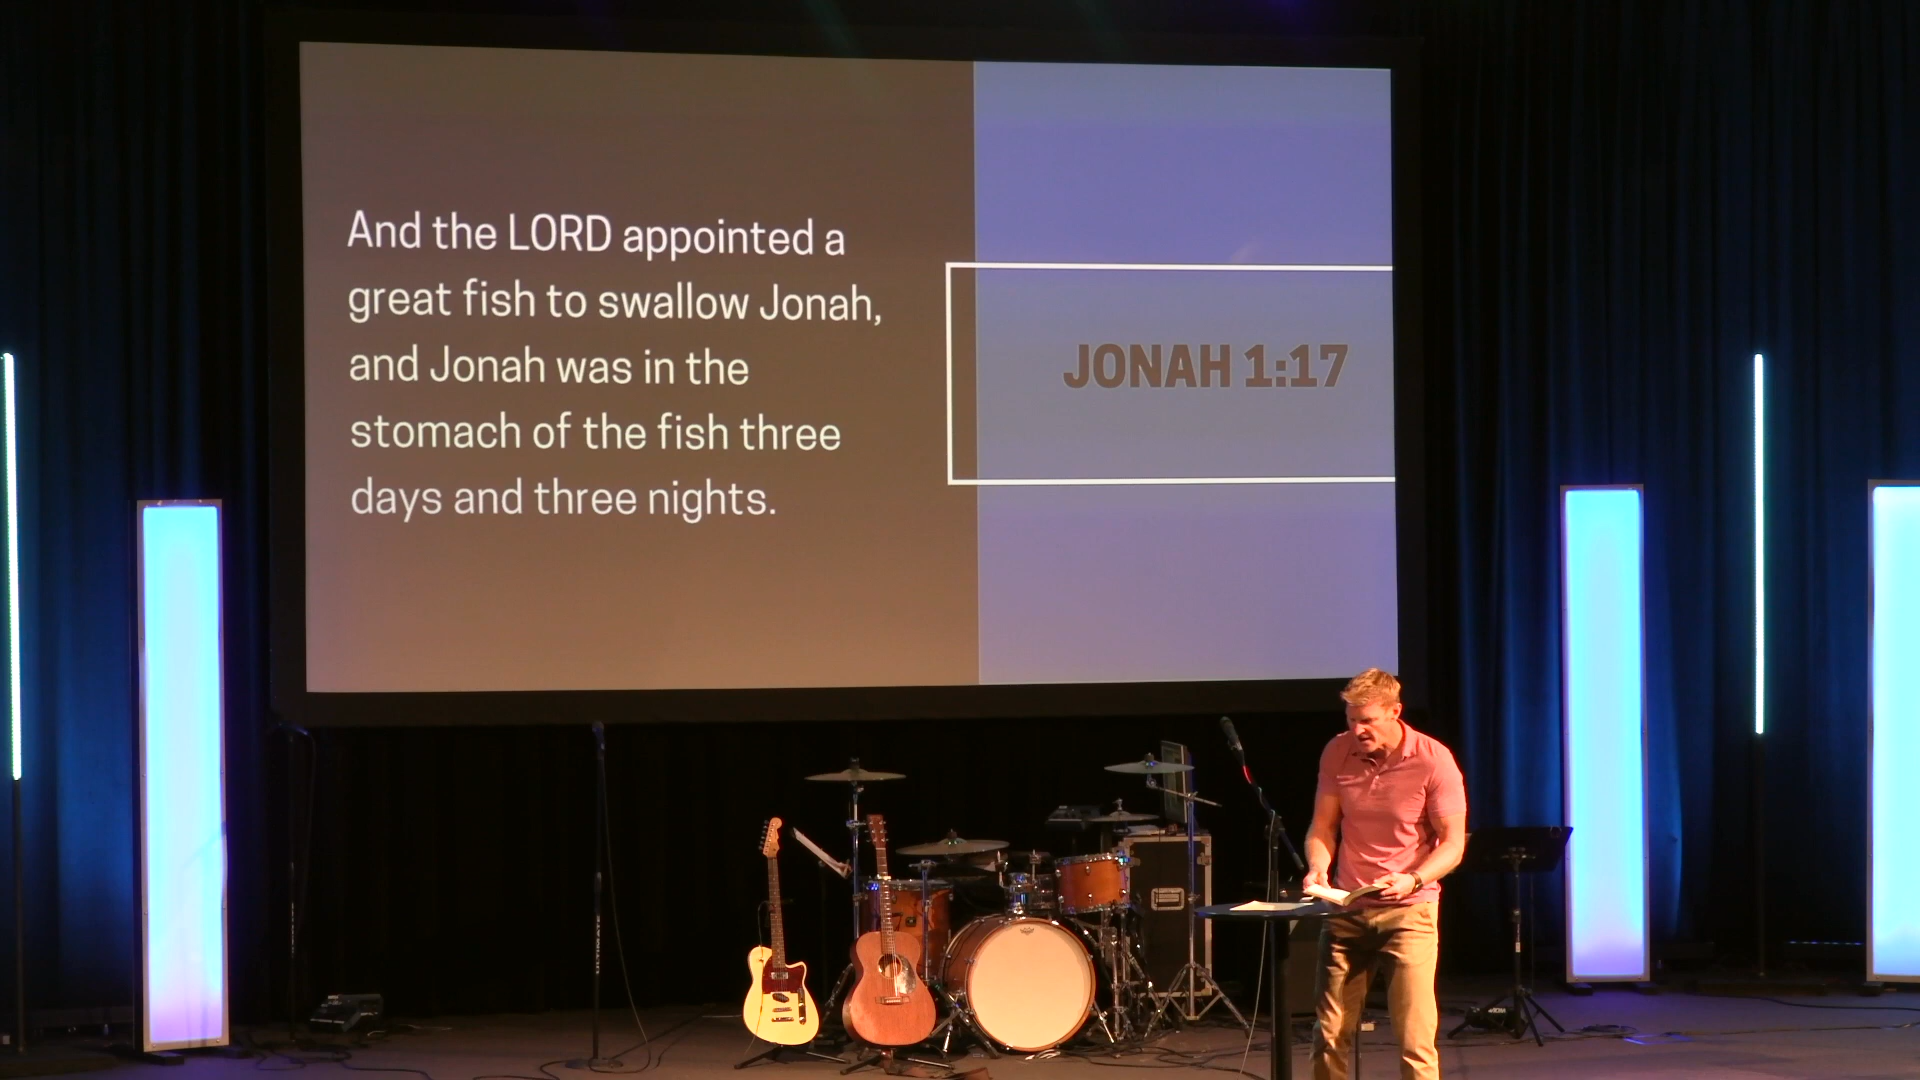 And the LORD appointed a
great fish to swallow Jonah,
and Jonah was in the
stomach of the fish three
days and three nights.
JONAH 1:17